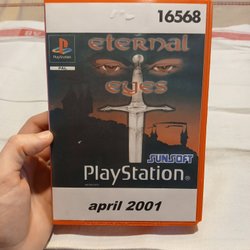 16568
PlayStation
PAL
eternal
eyes
SUNSOFT
PlayStation
april 2001